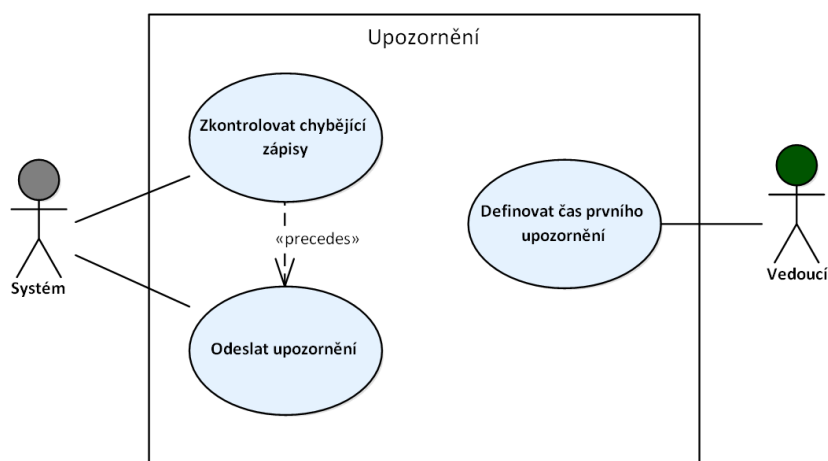 Upozornění
Zkontrolovat chybějící
zápisy
«precedes»
Odeslat upozornění
Systém
Definovat čas prvního
upozornění
Vedoucí